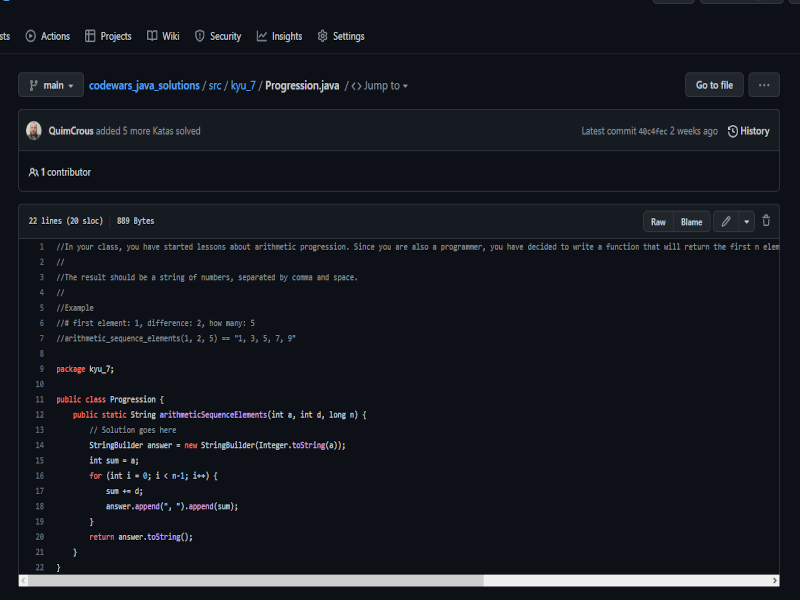 sts Actions Projects Wiki Security Insights Settings
main codewars_java_solutions / src / kyu_7 / Progression.java / <> Jump to Go to file ...
QuimCrous added 5 more Katas solved Latest commit 40c4fec 2 weeks ago History
1 contributor
22 lines (20 sloc) 889 Bytes Raw Blame
1 //In your class, you have started lessons about arithmetic progression. Since you are also a programmer, you have decided to write a function that will return the first n elem
2 //
3 //The result should be a string of numbers, separated by comma and space.
4 //
5 //Example
6 //# first element: 1, difference: 2, how many: 5
7 //arithmetic_sequence_elements(1, 2, 5) == "1, 3, 5, 7, 9"
8
9 package kyu_7;
10
11 public class Progression {
12 public static String arithmeticSequenceElements(int a, int d, long n) {
13 // Solution goes here
14 StringBuilder answer = new StringBuilder(Integer.toString(a));
15 int sum = a;
16 for (int i = 0; i < n-1; i++) {
17 sum += d;
18 answer.append(", ").append(sum);
19 }
20 return answer.toString();
21 }
22 }